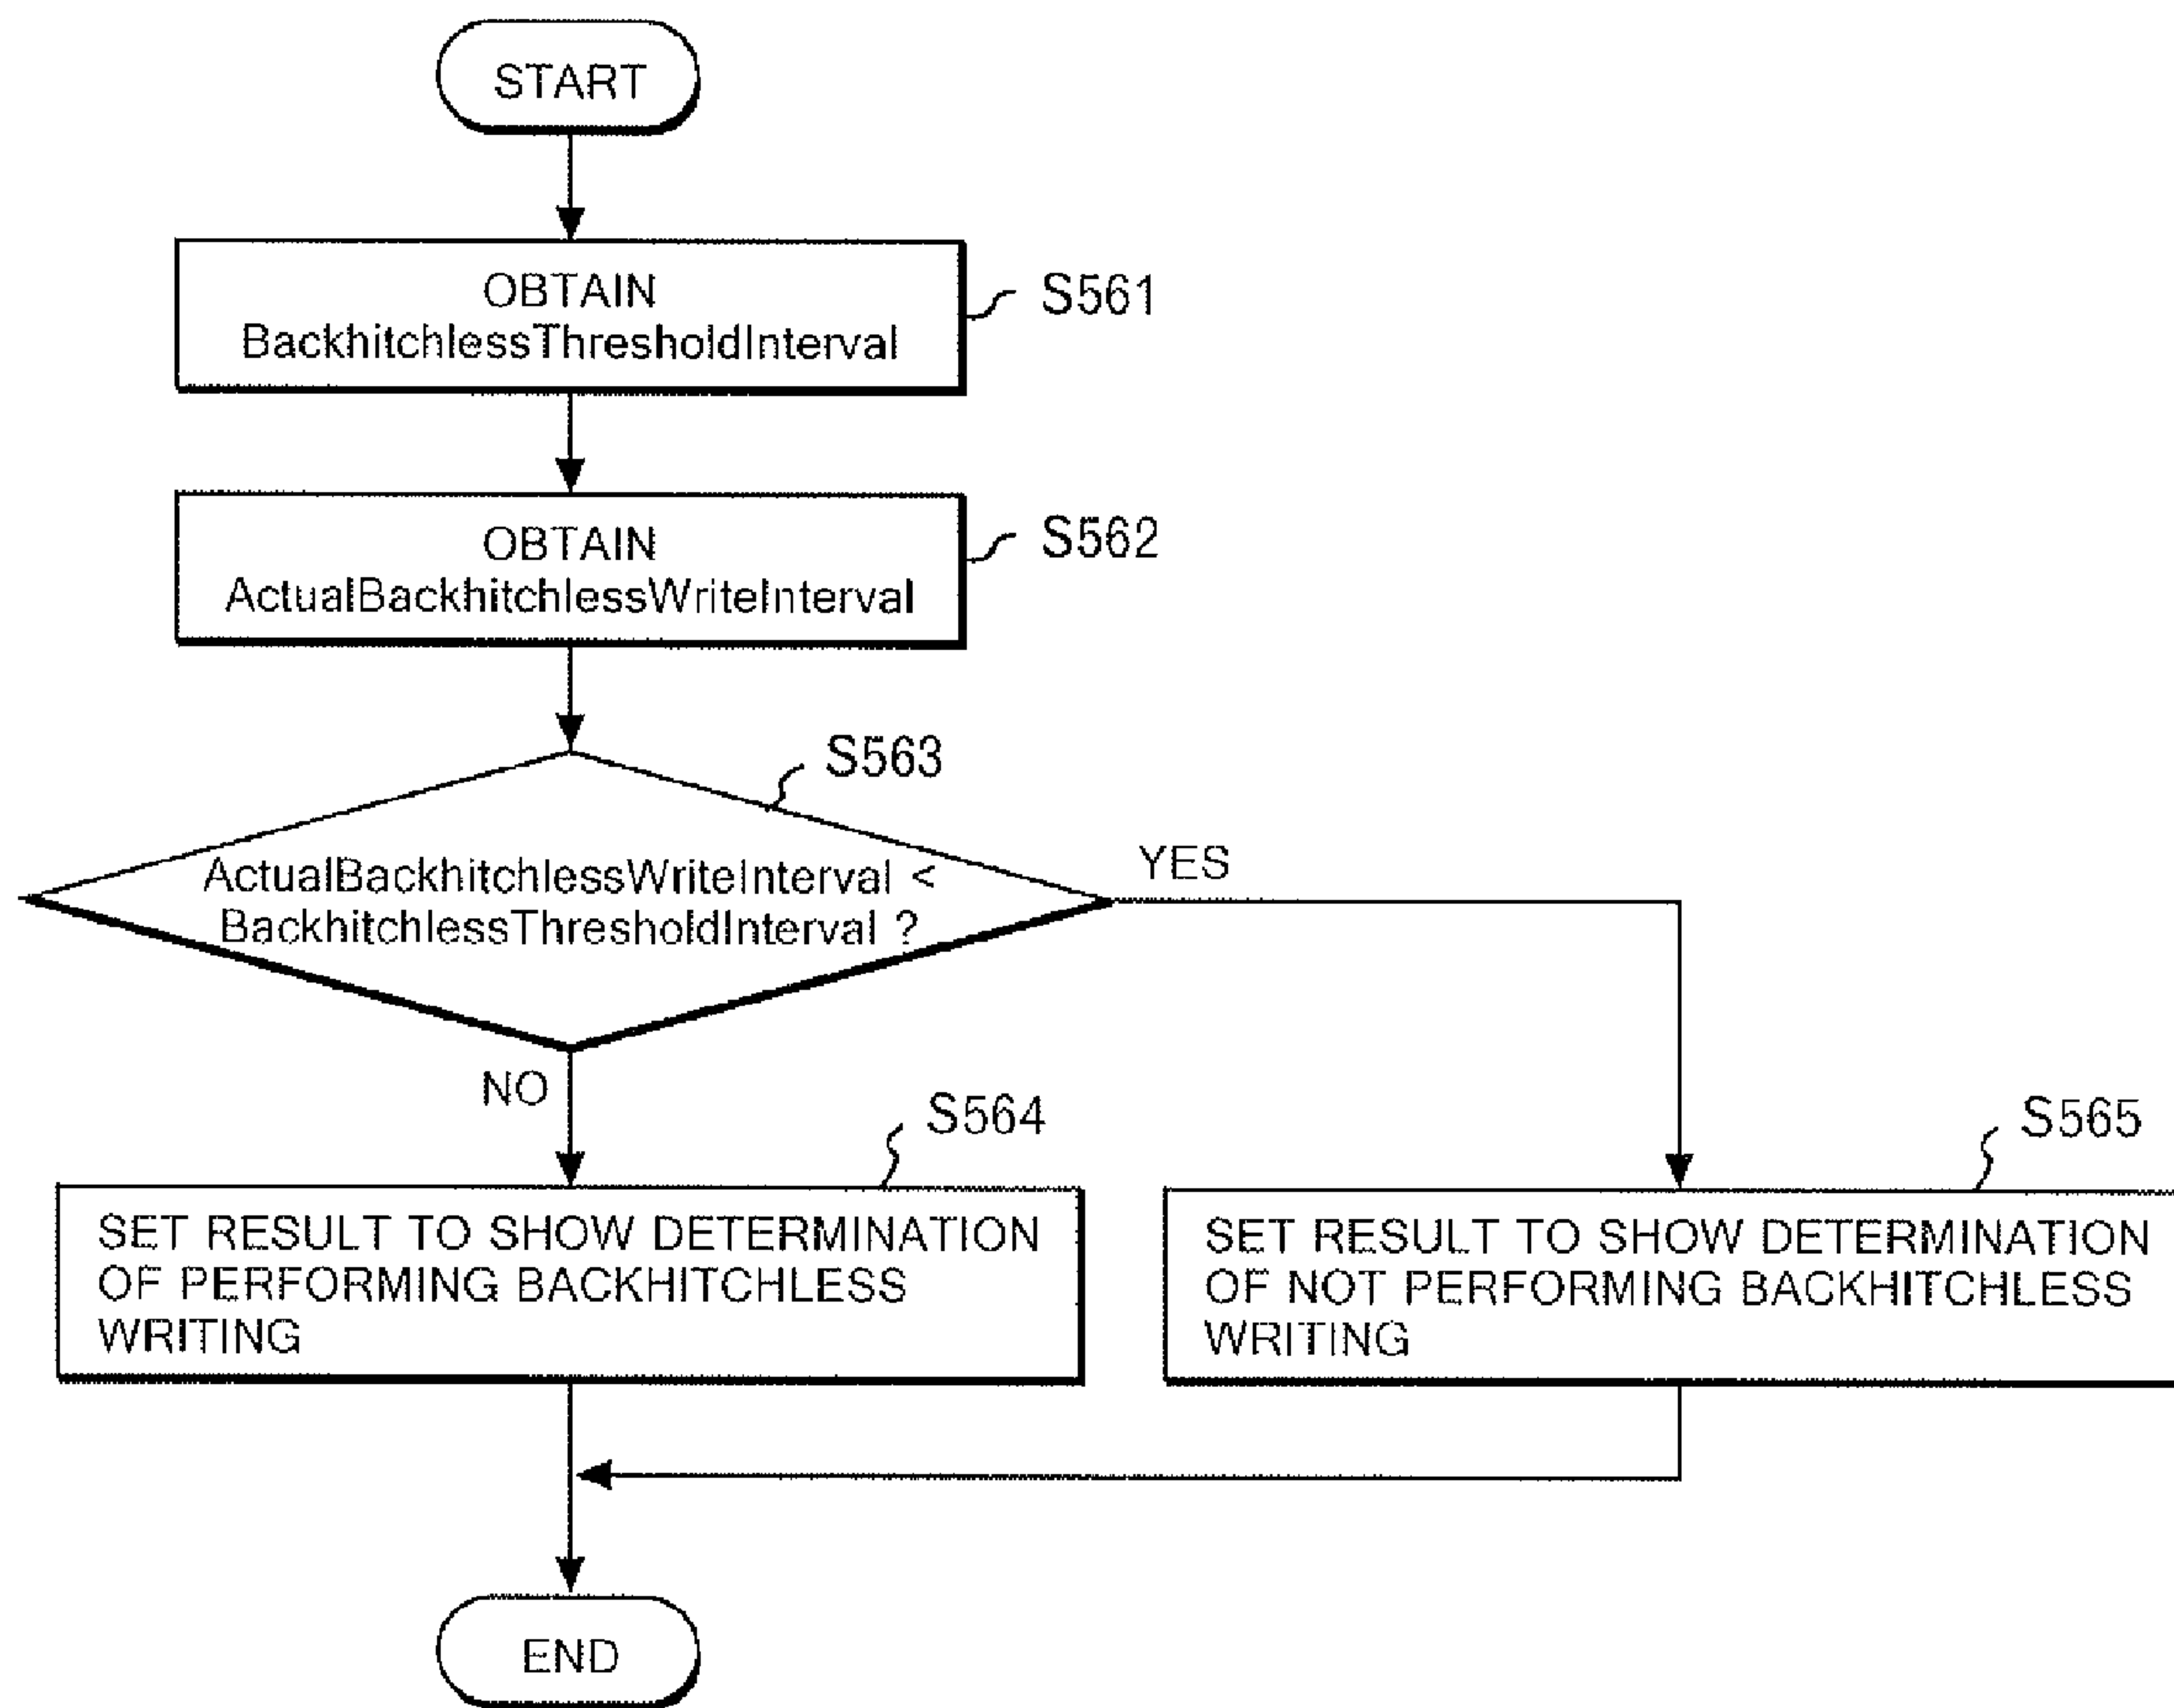 START
OBTAIN
BackhitchlessThresholdInterval
S561
OBTAIN
ActualBackhitchlessWriteInterval
S562
S563
ActualBackhitchlessWriteInterval <
BackhitchlessThresholdInterval ?
YES
NO
S564
SET RESULT TO SHOW DETERMINATION
OF PERFORMING BACKHITCHLESS
WRITING
S565
SET RESULT TO SHOW DETERMINATION
OF NOT PERFORMING BACKHITCHLESS
WRITING
END